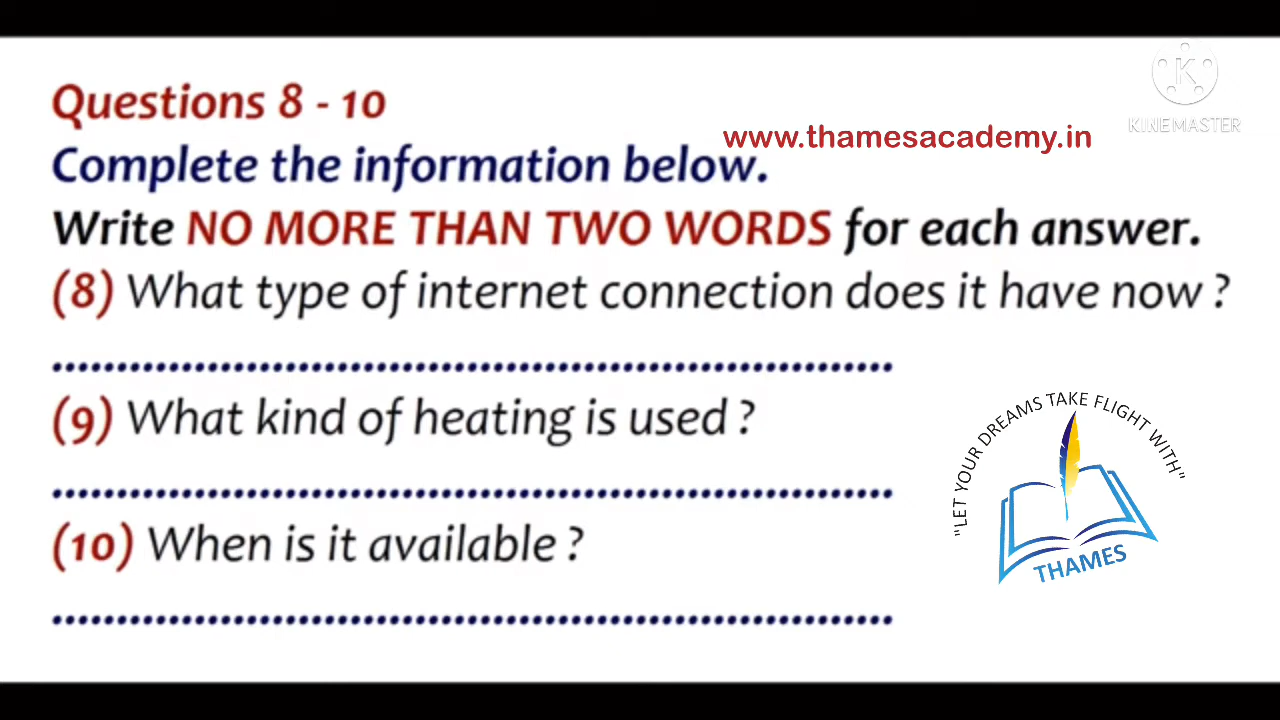 Questions 8 - 10
www.thamesacademy.in
KINEMASTER
Complete the information below.
Write NO MORE THAN TWO WORDS for each answer.
(8) What type of internet connection does it have now ?
................................................................
(9) What kind of heating is used ?
................................................................
(10) When is it available ?
................................................................
"LET YOUR DREAMS TAKE FLIGHT WITH"
THAMES